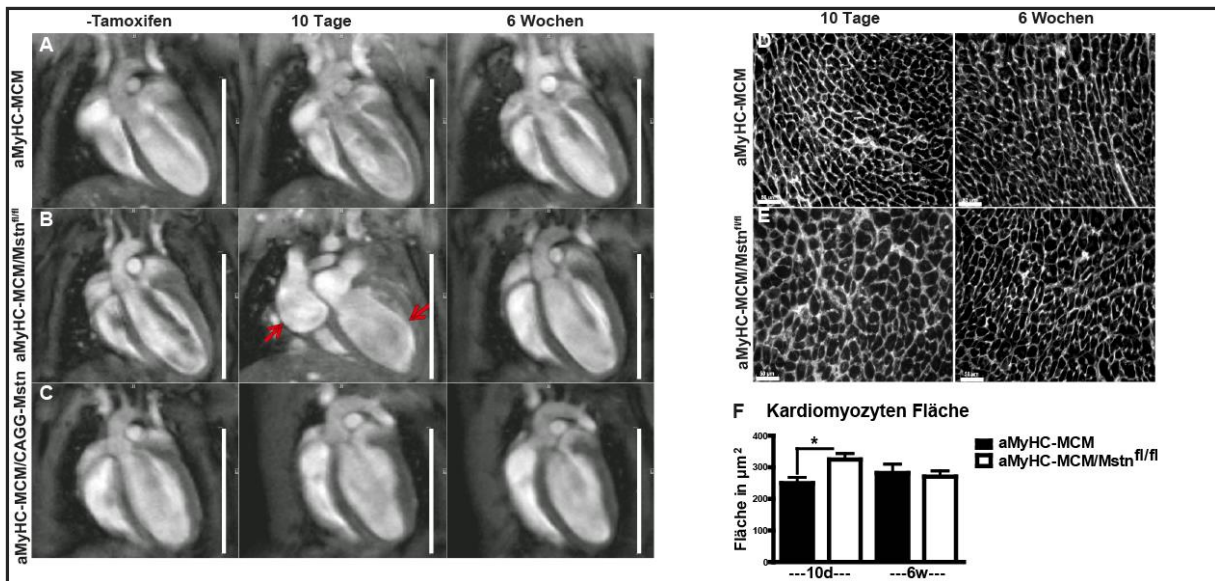 -Tamoxifen 10 Tage 6 Wochen
A
aMyHC-MCM
B
aMyHC-MCM/Mstnfl/fl
C
aMyHC-MCM/CAGG-Mstn
10 Tage 6 Wochen
D
aMyHC-MCM
E
aMyHC-MCM/Mstnfl/fl
F Kardiomyozyten Fläche
Fläche in µm2
400
300
200
100
0
*
---10d--- ---6w---
aMyHC-MCM
aMyHC-MCM/Mstnfl/fl